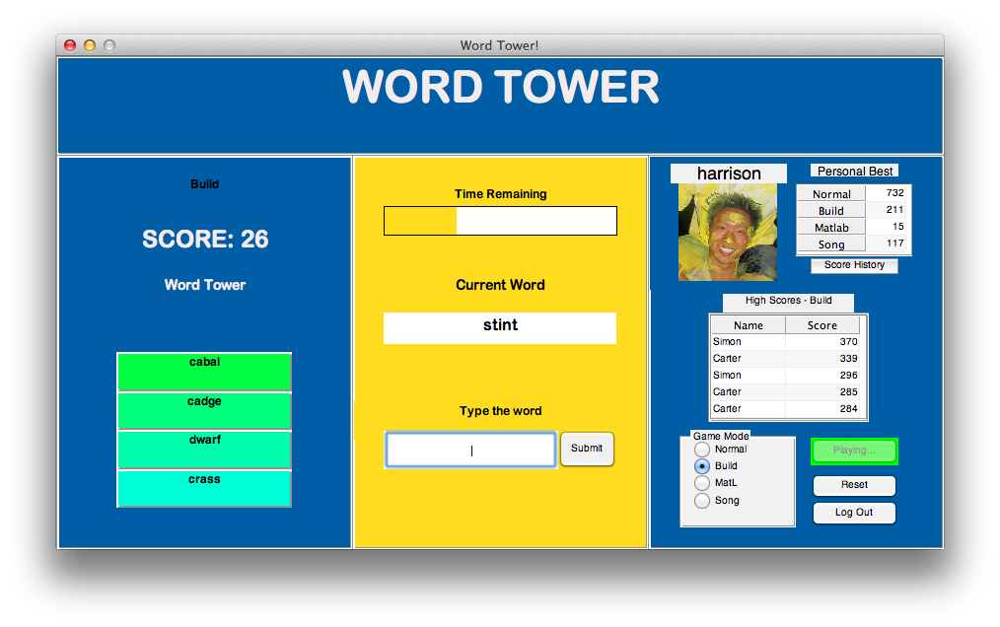 Word Tower!
WORD TOWER
Build
SCORE: 26
Word Tower
cabal
cadge
dwarf
crass
Time Remaining
Current Word
stint
Type the word
Submit
harrison
Personal Best
Normal 732
Build 211
Matlab 15
Song 117
Score History
High Scores - Build
Name Score
Simon 370
Carter 339
Simon 296
Carter 285
Carter 284
Game Mode
Normal
Build
MatL
Song
Playing...
Reset
Log Out